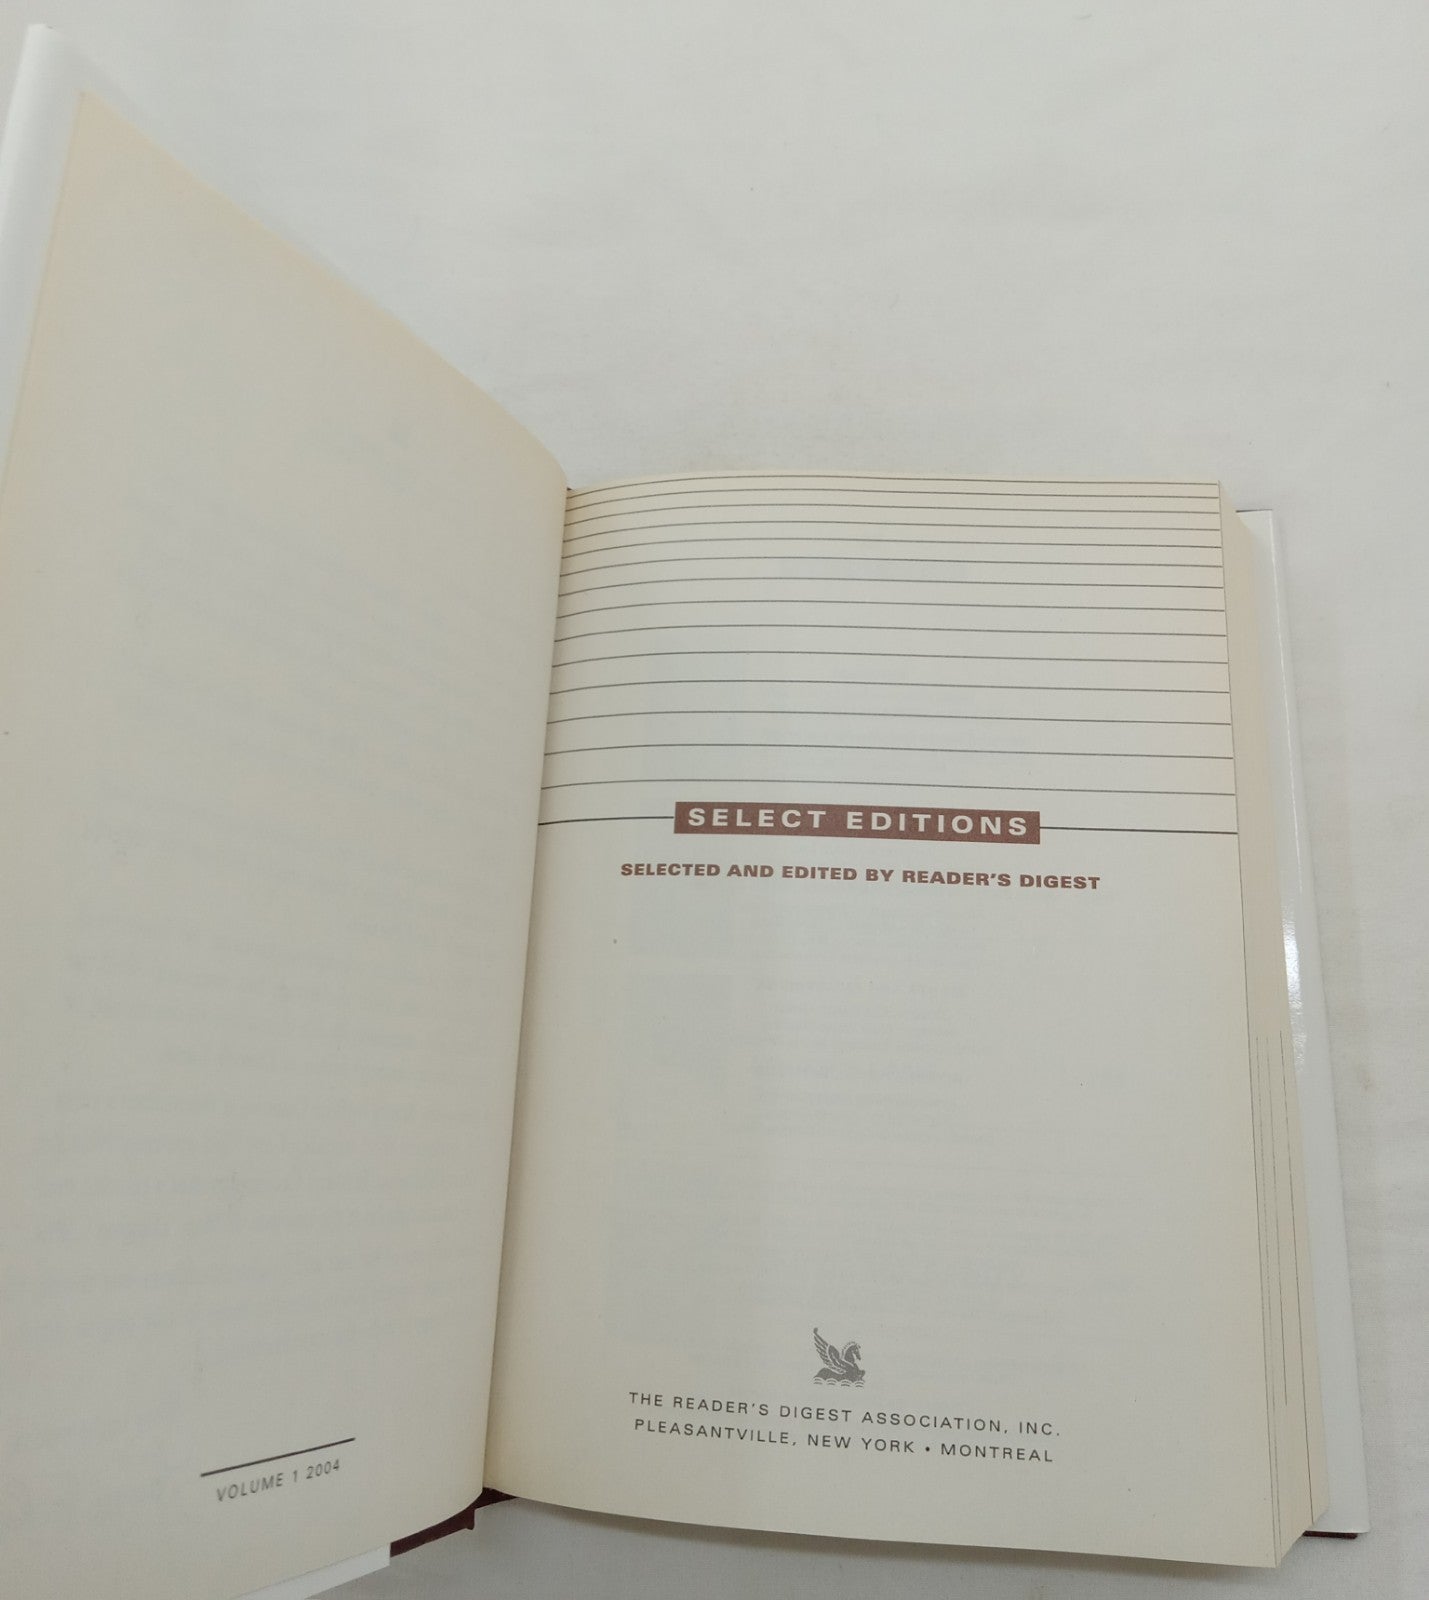 VOLUME 1 2004
SELECT EDITIONS
SELECTED AND EDITED BY READER'S DIGEST
THE READER'S DIGEST ASSOCIATION, INC.
PLEASANTVILLE, NEW YORK • MONTREAL